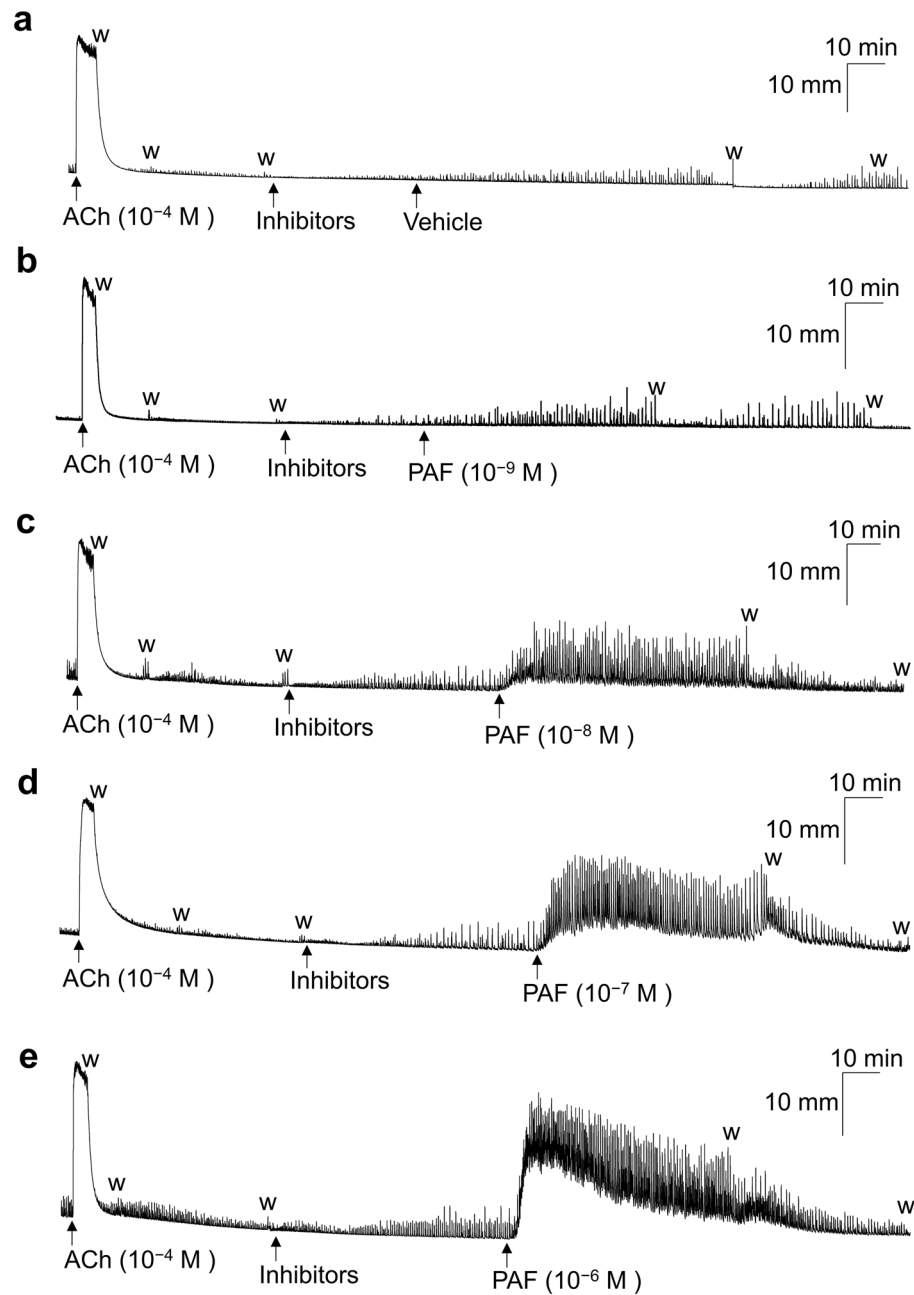 a
W
10 min
10 mm
W
W
W
W
ACh (10⁻⁴ M )
Inhibitors
Vehicle
b
W
10 min
10 mm
W
W
W
W
ACh (10⁻⁴ M )
Inhibitors
PAF (10⁻⁹ M )
c
W
10 min
10 mm
W
W
W
W
ACh (10⁻⁴ M )
Inhibitors
PAF (10⁻⁸ M )
d
W
10 min
10 mm
W
W
W
W
ACh (10⁻⁴ M )
Inhibitors
PAF (10⁻⁷ M )
e
W
10 min
10 mm
W
W
W
W
ACh (10⁻⁴ M )
Inhibitors
PAF (10⁻⁶ M )